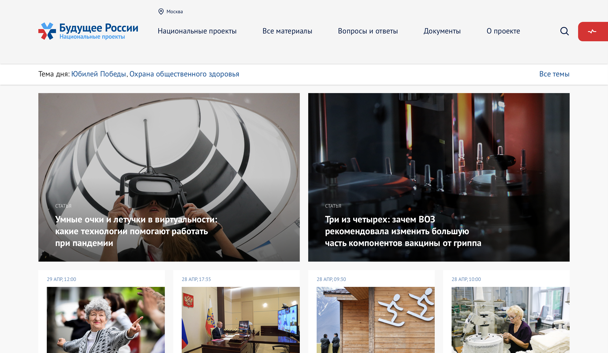 Москва
Будущее России
Национальные проекты
Национальные проекты
Все материалы
Вопросы и ответы
Документы
О проекте
Тема дня: Юбилей Победы, Охрана общественного здоровья
Все темы
СТАТЬЯ
Умные очки и летучки в виртуальности:
какие технологии помогают работать
при пандемии
СТАТЬЯ
Три из четырех: зачем ВОЗ
рекомендовала изменить большую
часть компонентов вакцины от гриппа
29 АПР, 12:00
28 АПР, 17:35
28 АПР, 09:50
28 АПР, 10:00